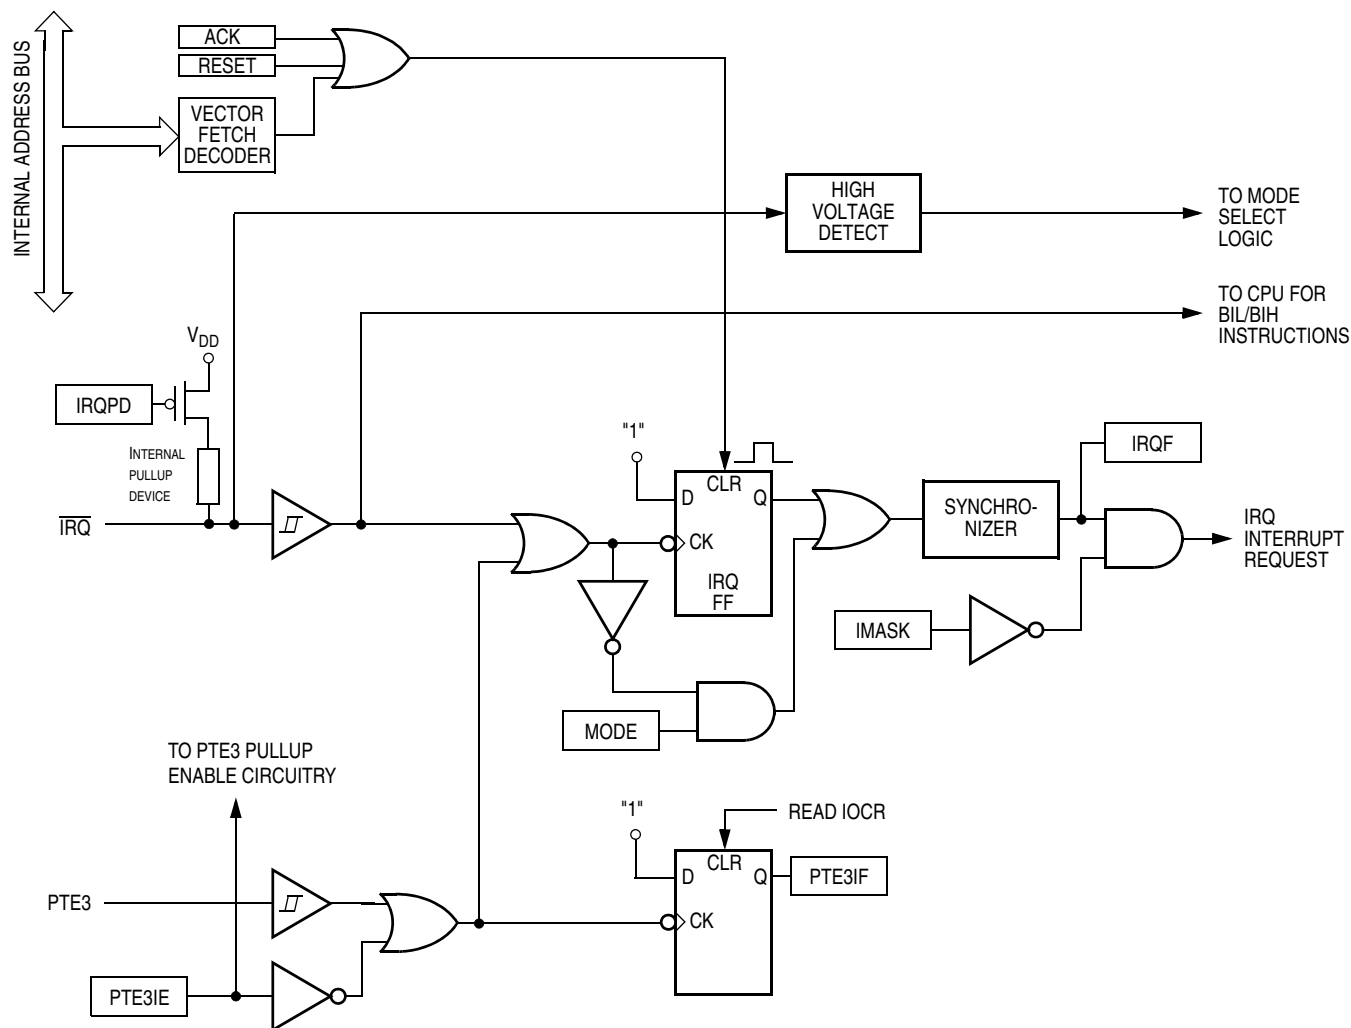 INTERNAL ADDRESS BUS
ACK
RESET
VECTOR
FETCH
DECODER
HIGH
VOLTAGE
DETECT
TO MODE
SELECT
LOGIC
TO CPU FOR
BIL/BIH
INSTRUCTIONS
VDD
IRQPD
INTERNAL
PULLUP
DEVICE
IRQ
"1"
D
CLR
Q
CK
IRQ
FF
SYNCHRO-
NIZER
IRQF
IRQ
INTERRUPT
REQUEST
IMASK
MODE
TO PTE3 PULLUP
ENABLE CIRCUITRY
"1"
READ IOCR
D
CLR
Q
CK
PTE3IF
PTE3
PTE3IE